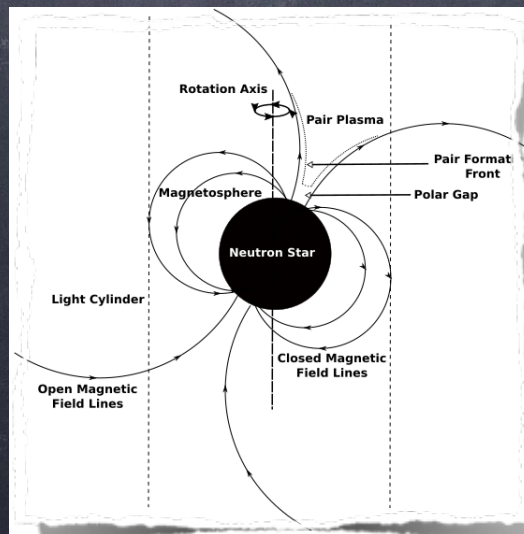 Rotation Axis
Pair Plasma
Pair Format
Front
Magnetosphere
Polar Gap
Neutron Star
Light Cylinder
Closed Magnetic
Field Lines
Open Magnetic
Field Lines